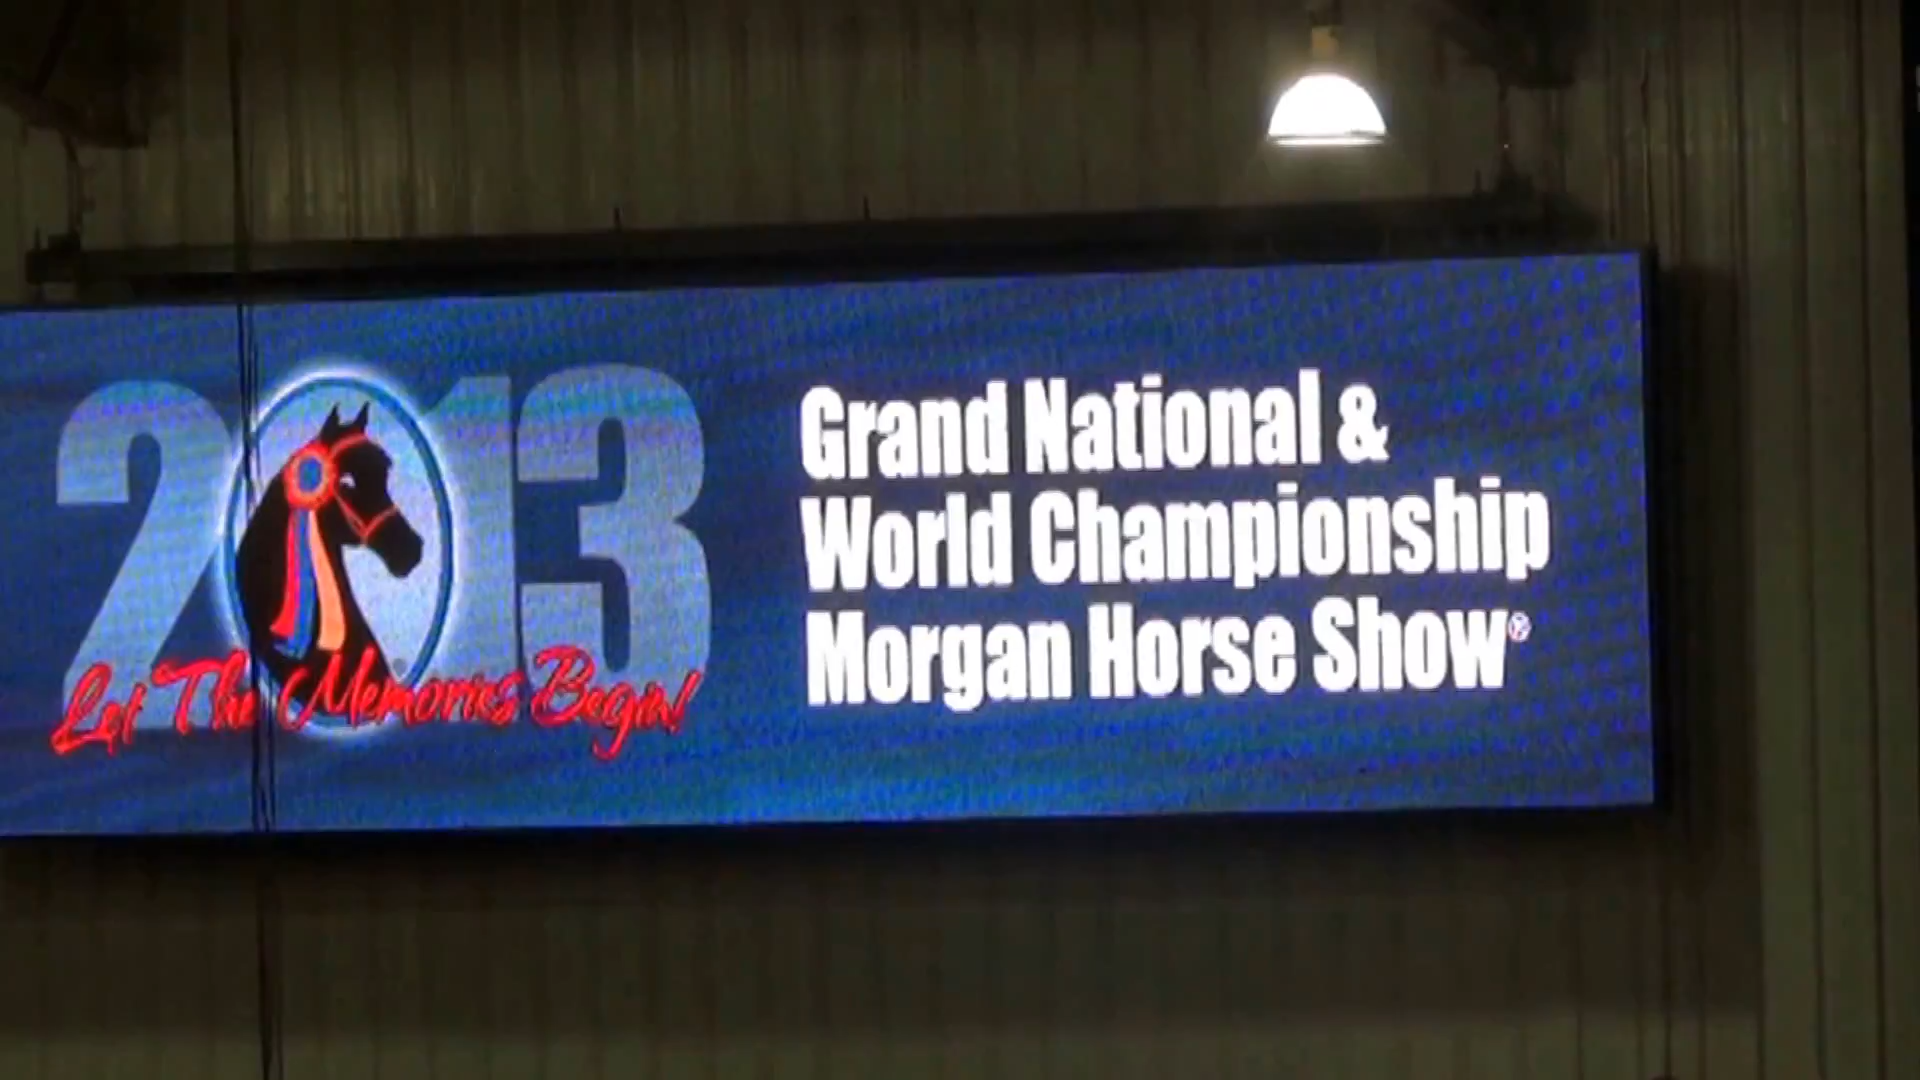 2013
Let The Memories Begin!
Grand National &
World Championship
Morgan Horse Show®